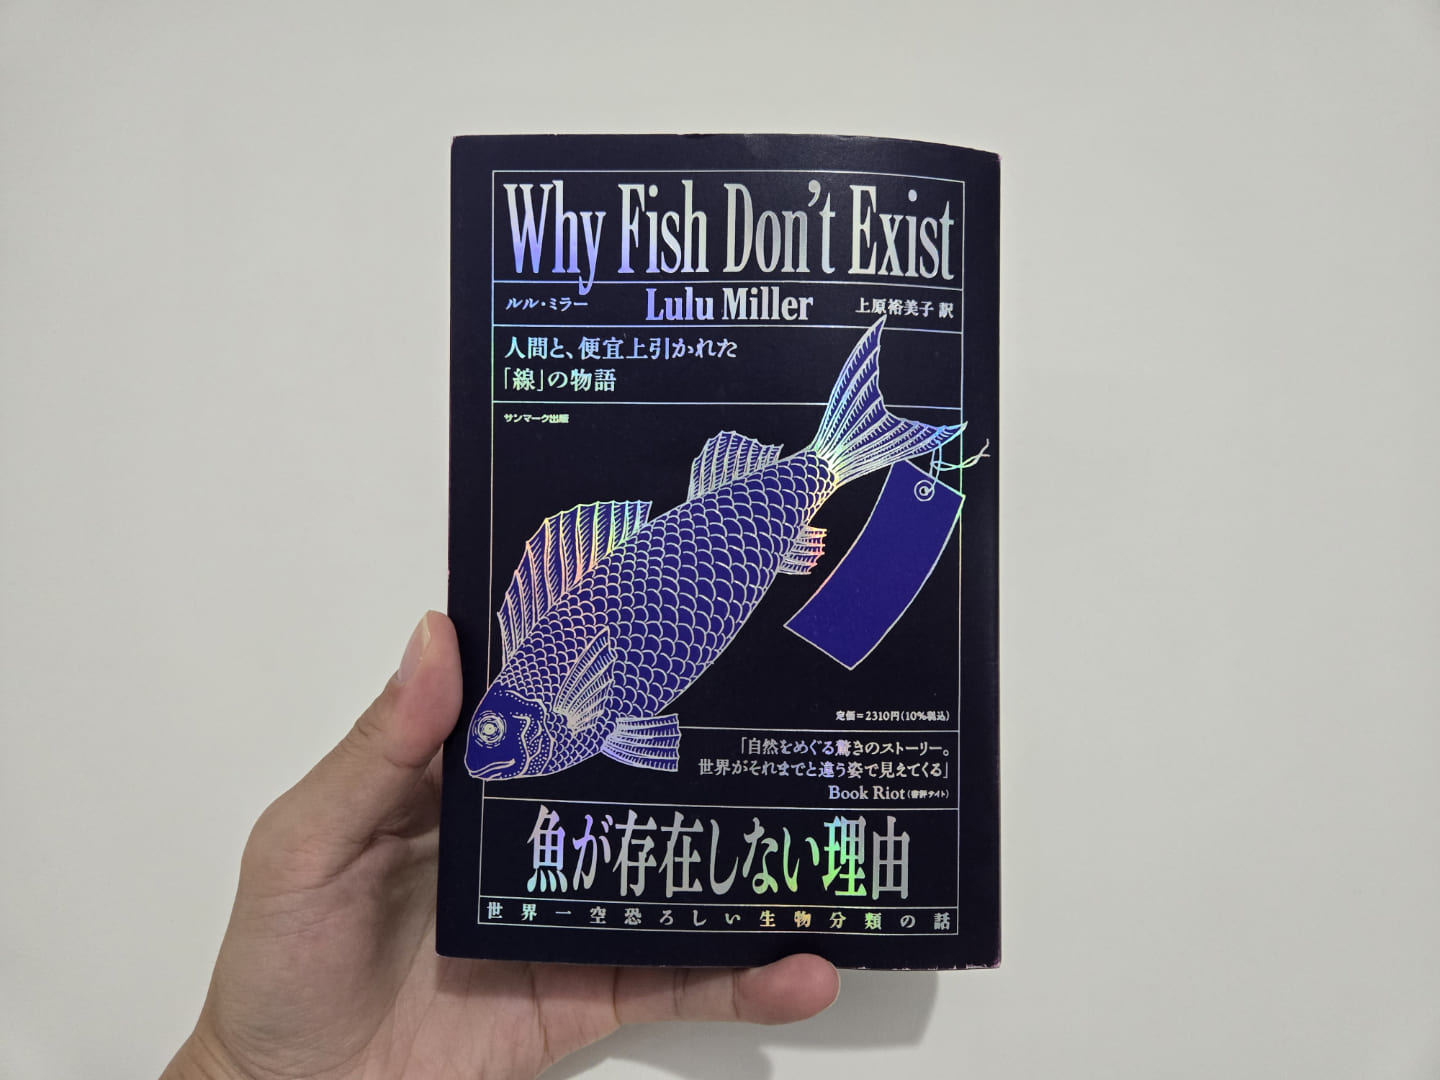 Why Fish Don't Exist
ルル・ミラー
Lulu Miller
上原裕美子 訳
人間と、便宜上引かれた
「線」の物語
サンマーク出版
定価=2310円(10%税込)
「自然をめぐる驚きのストーリー。
世界がそれまでと違う姿で見えてくる」
Book Riot(書評サイト)
魚が存在しない理由
世界一空恐ろしい生物分類の話